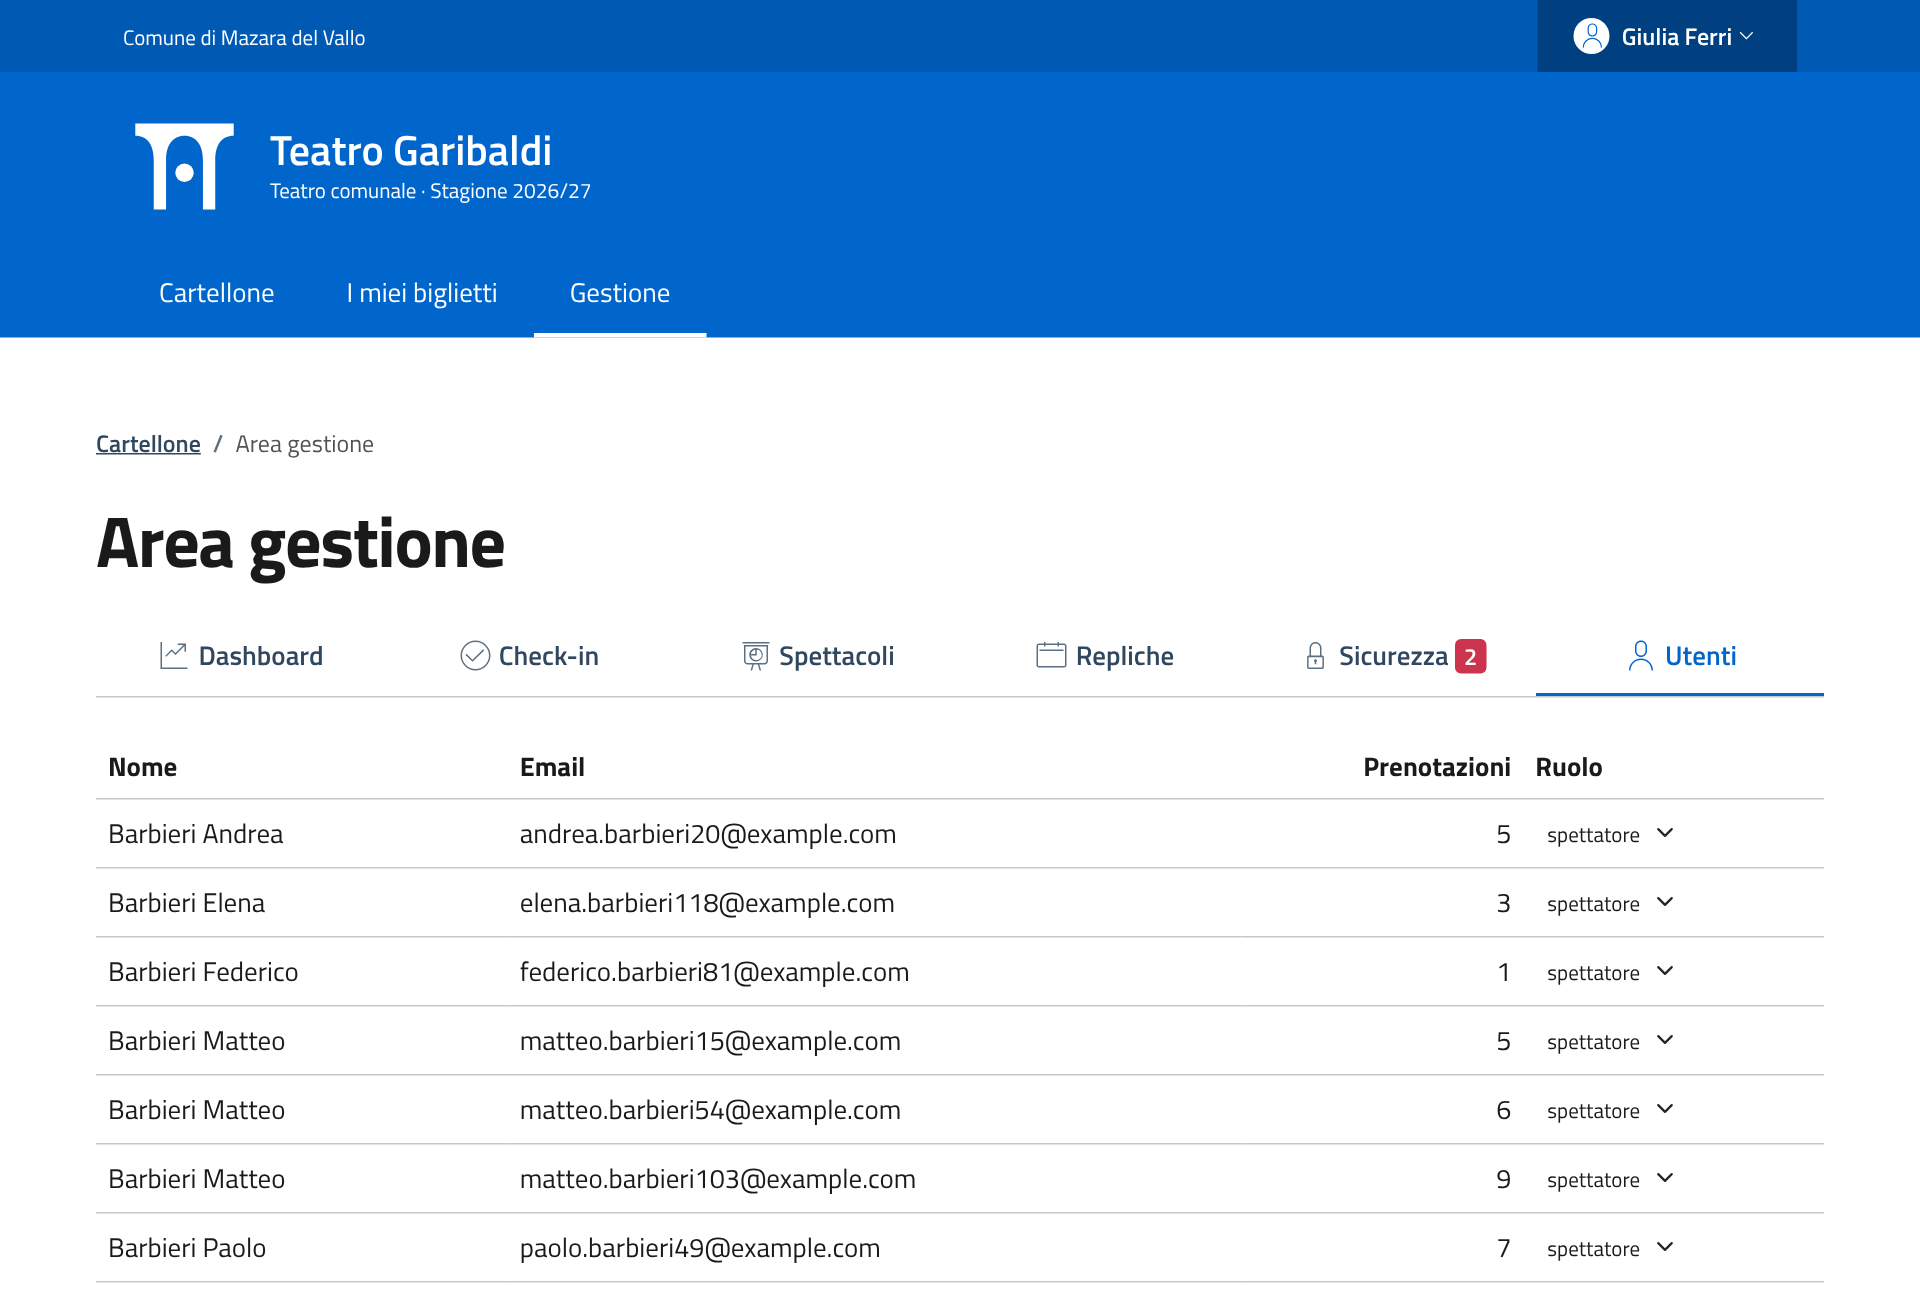 Comune di Mazara del Vallo
Giulia Ferri
Teatro Garibaldi
Teatro comunale · Stagione 2026/27
Cartellone I miei biglietti Gestione
Cartellone / Area gestione
Area gestione
Dashboard Check-in Spettacoli Repliche Sicurezza 2 Utenti
Nome Email Prenotazioni Ruolo
Barbieri Andrea andrea.barbieri20@example.com 5 spettatore
Barbieri Elena elena.barbieri118@example.com 3 spettatore
Barbieri Federico federico.barbieri81@example.com 1 spettatore
Barbieri Matteo matteo.barbieri15@example.com 5 spettatore
Barbieri Matteo matteo.barbieri54@example.com 6 spettatore
Barbieri Matteo matteo.barbieri103@example.com 9 spettatore
Barbieri Paolo paolo.barbieri49@example.com 7 spettatore